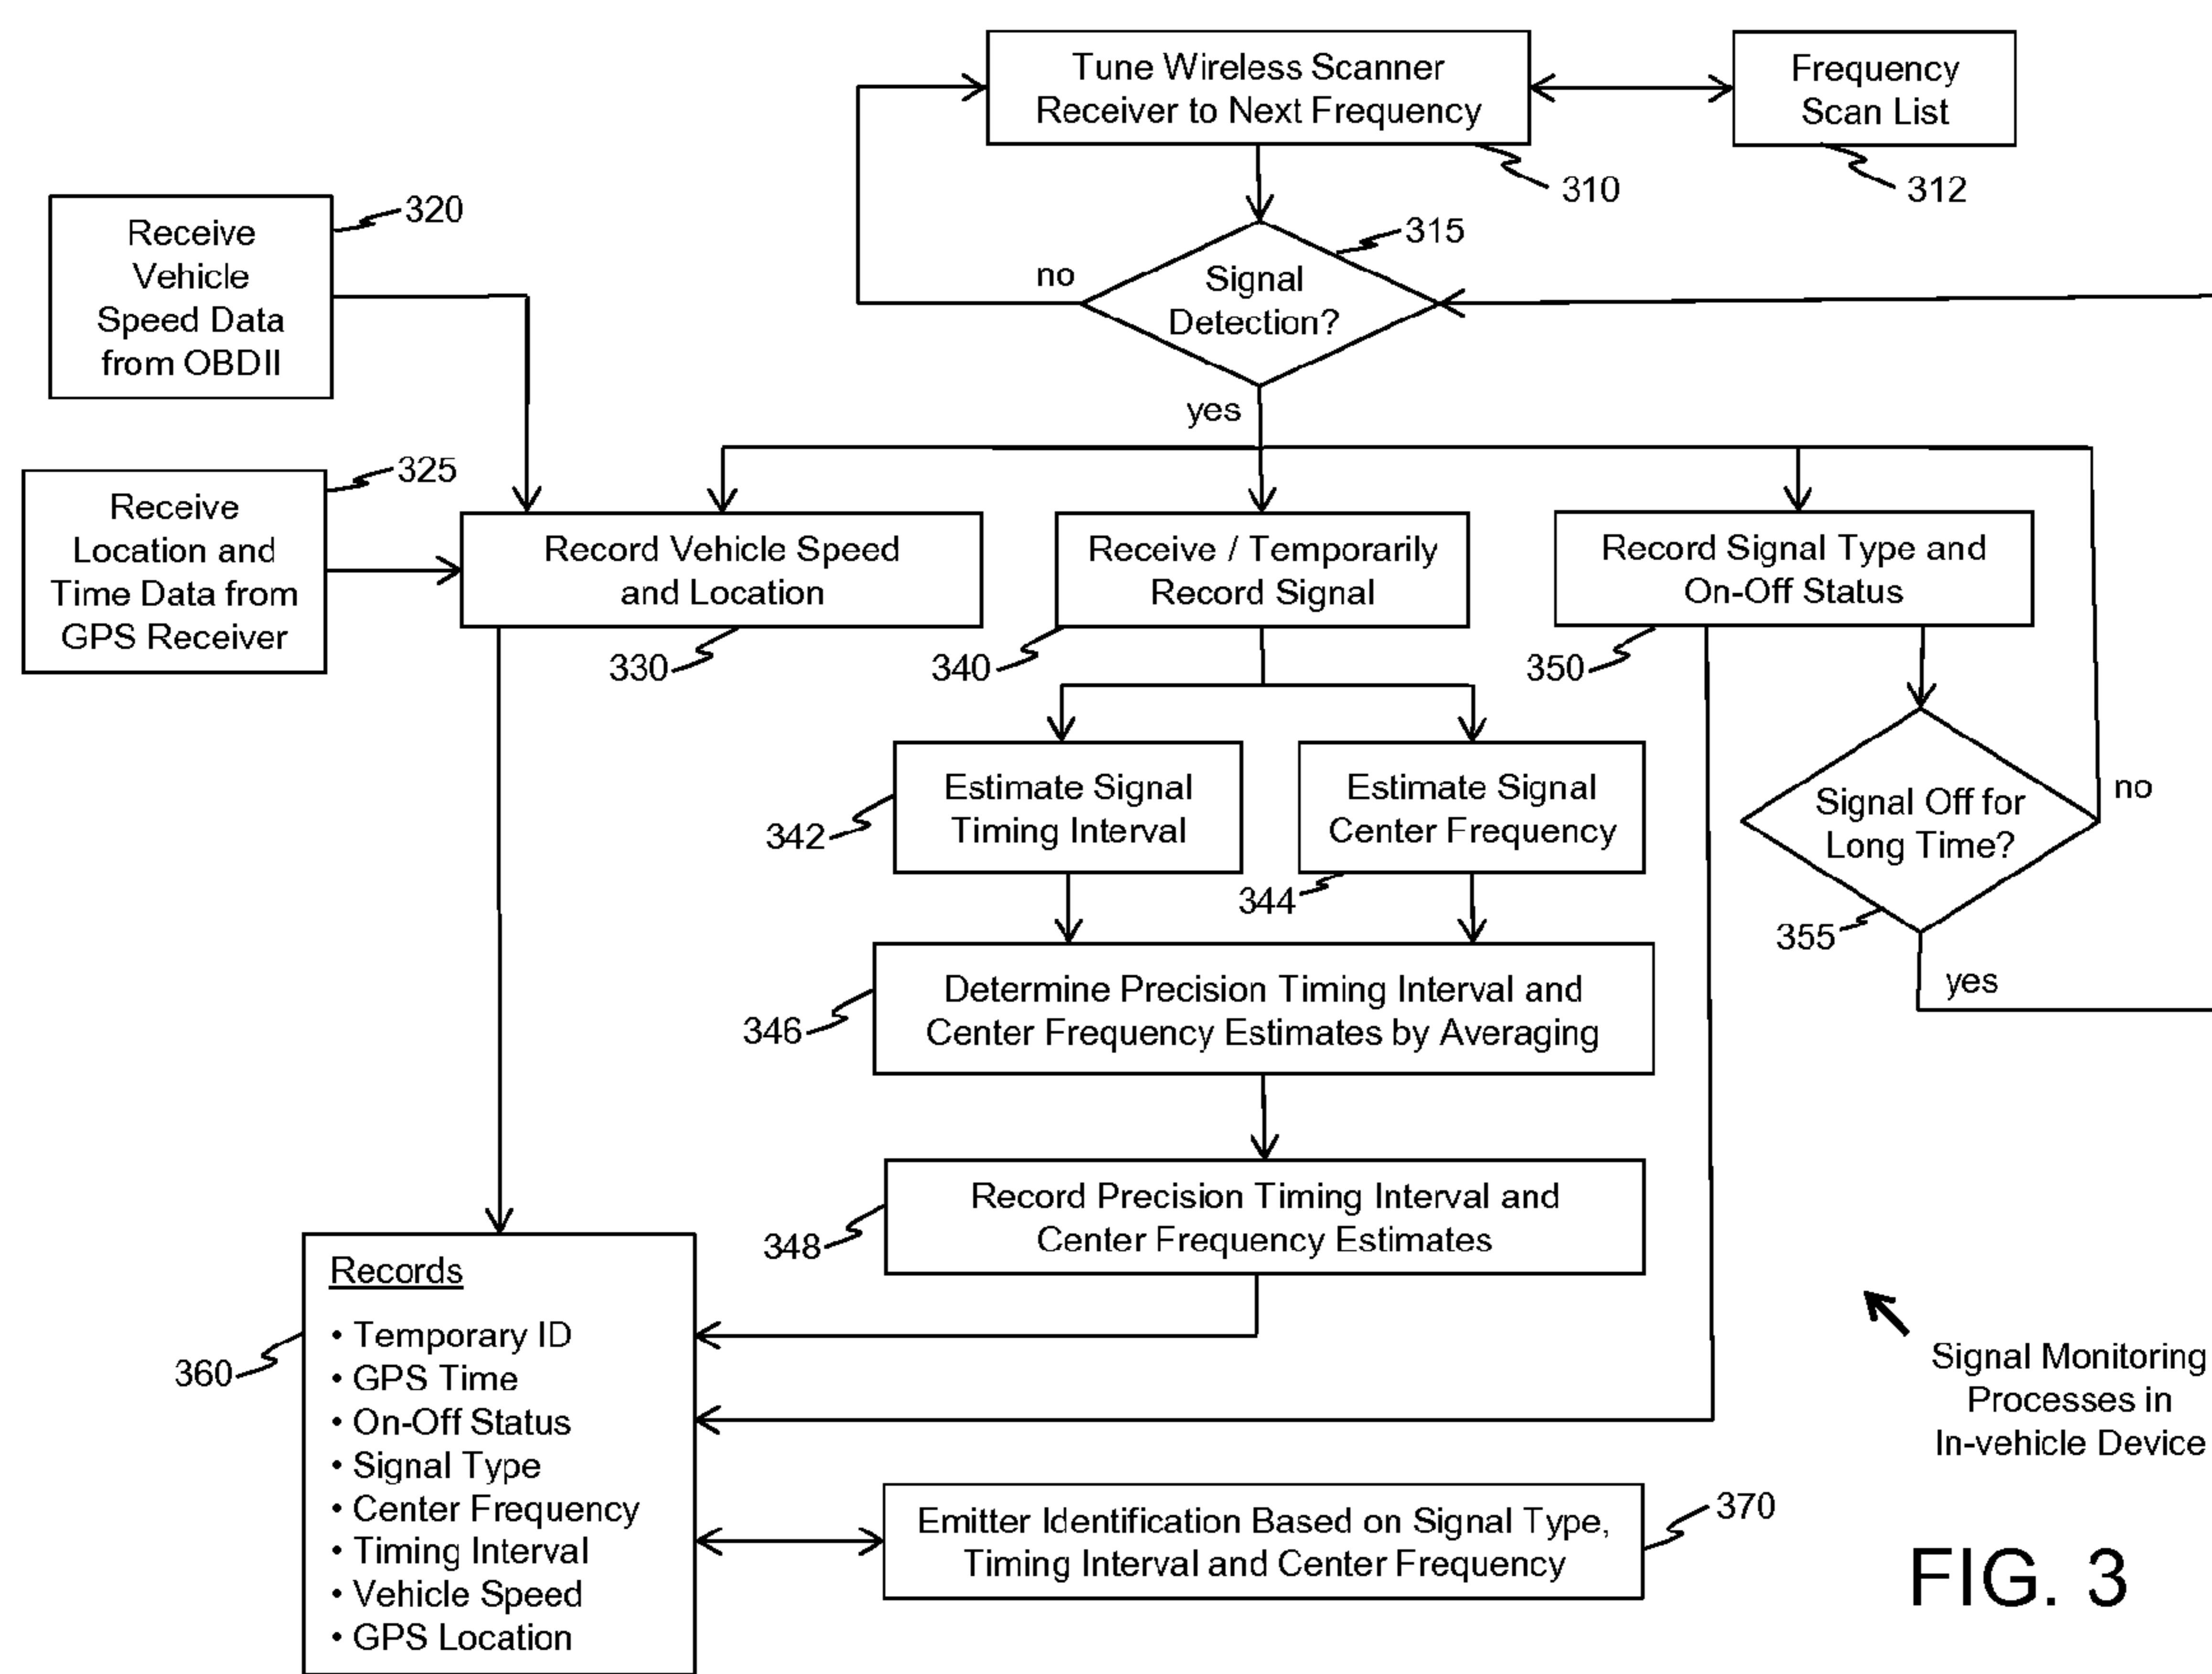 Tune Wireless Scanner
Receiver to Next Frequency
310
Frequency
Scan List
312
Receive
Vehicle
Speed Data
from OBDII
320
315
Signal
Detection?
no
yes
Receive
Location and
Time Data from
GPS Receiver
325
Record Vehicle Speed
and Location
330
Receive / Temporarily
Record Signal
340
Record Signal Type and
On-Off Status
350
Estimate Signal
Timing Interval
342
Estimate Signal
Center Frequency
344
Signal Off for
Long Time?
no
355
yes
Determine Precision Timing Interval and
Center Frequency Estimates by Averaging
346
Record Precision Timing Interval and
Center Frequency Estimates
348
Records
• Temporary ID
• GPS Time
• On-Off Status
• Signal Type
• Center Frequency
• Timing Interval
• Vehicle Speed
• GPS Location
360
Emitter Identification Based on Signal Type,
Timing Interval and Center Frequency
370
Signal Monitoring
Processes in
In-vehicle Device
FIG. 3